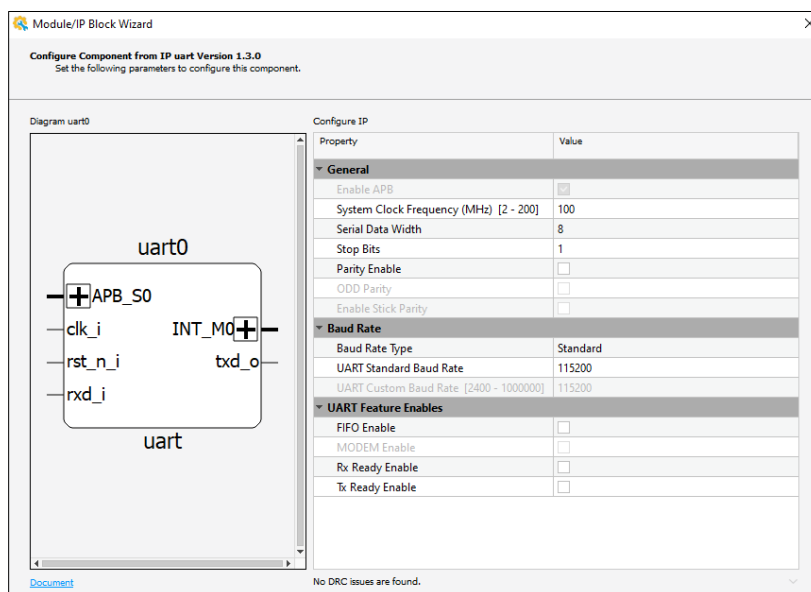 Module/IP Block Wizard
Configure Component from IP uart Version 1.3.0
Set the following parameters to configure this component.
Diagram uart0
uart0
APB_S0
clk_i
INT_M0
rst_n_i
txd_o
rxd_i
uart
Document
Configure IP
Property Value
General
Enable APB
System Clock Frequency (MHz) [2 - 200] 100
Serial Data Width 8
Stop Bits 1
Parity Enable
ODD Parity
Enable Stick Parity
Baud Rate
Baud Rate Type Standard
UART Standard Baud Rate 115200
UART Custom Baud Rate [2400 - 1000000] 115200
UART Feature Enables
FIFO Enable
MODEM Enable
Rx Ready Enable
Tx Ready Enable
No DRC issues are found.